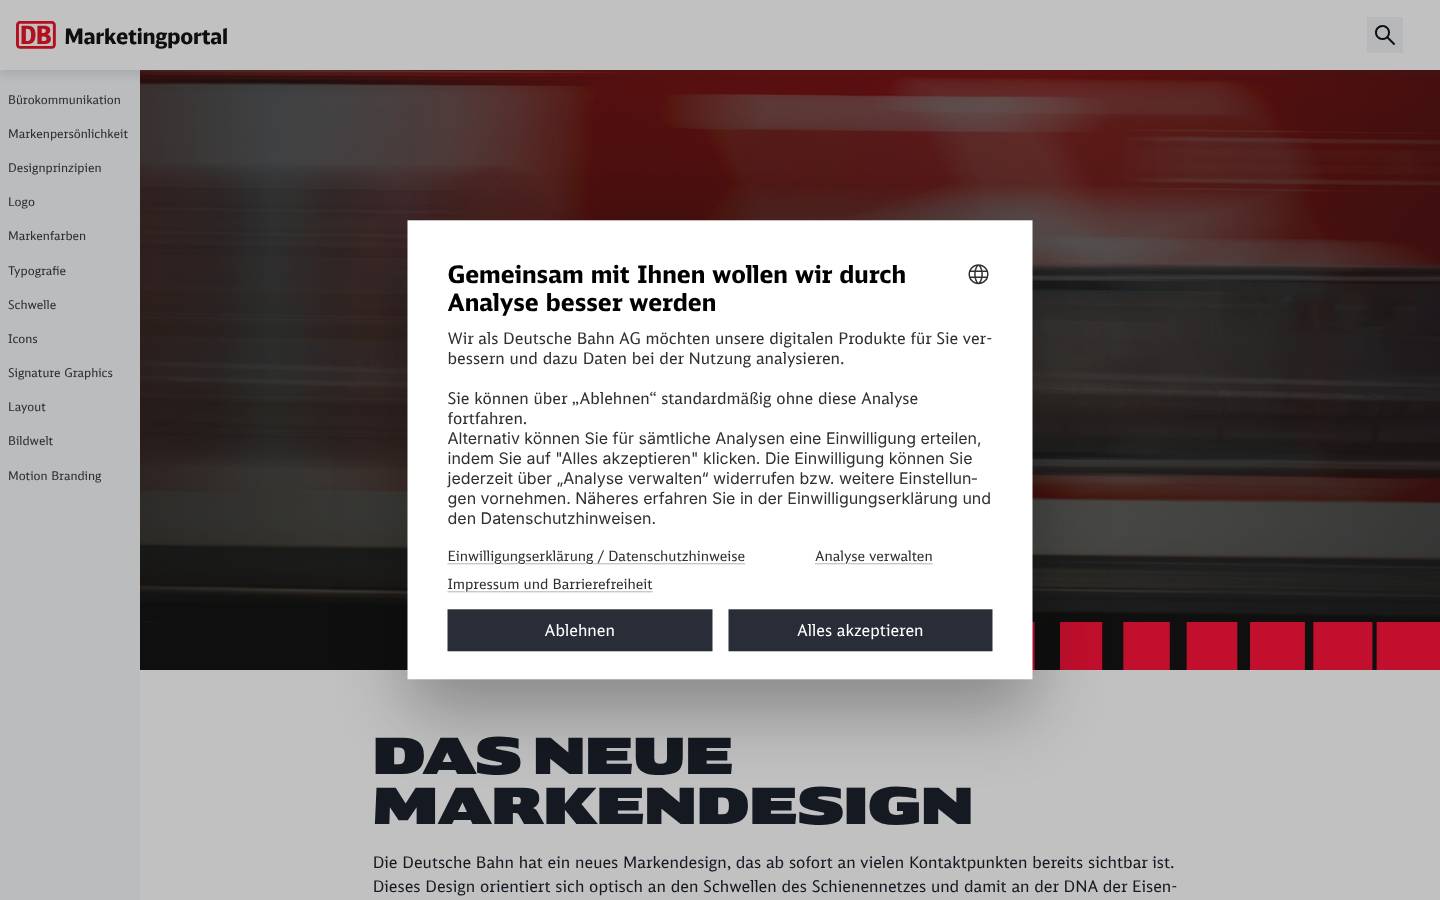 DB Marketingportal
Bürokommunikation
Markenpersönlichkeit
Designprinzipien
Logo
Markenfarben
Typografie
Schwelle
Icons
Signature Graphics
Layout
Bildwelt
Motion Branding
Gemeinsam mit Ihnen wollen wir durch
Analyse besser werden
Wir als Deutsche Bahn AG möchten unsere digitalen Produkte für Sie ver-
bessern und dazu Daten bei der Nutzung analysieren.
Sie können über „Ablehnen“ standardmäßig ohne diese Analyse
fortfahren.
Alternativ können Sie für sämtliche Analysen eine Einwilligung erteilen,
indem Sie auf "Alles akzeptieren" klicken. Die Einwilligung können Sie
jederzeit über „Analyse verwalten“ widerrufen bzw. weitere Einstellun-
gen vornehmen. Näheres erfahren Sie in der Einwilligungserklärung und
den Datenschutzhinweisen.
Einwilligungserklärung / Datenschutzhinweise
Analyse verwalten
Impressum und Barrierefreiheit
Ablehnen
Alles akzeptieren
DAS NEUE
MARKENDESIGN
Die Deutsche Bahn hat ein neues Markendesign, das ab sofort an vielen Kontaktpunkten bereits sichtbar ist.
Dieses Design orientiert sich optisch an den Schwellen des Schienennetzes und damit an der DNA der Eisen-